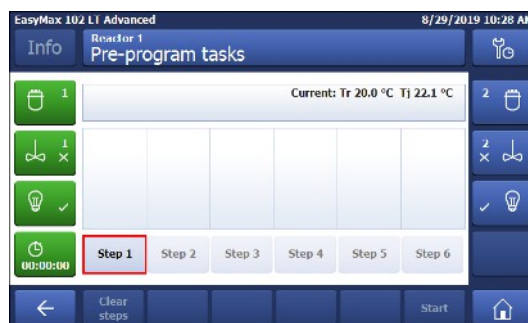 EasyMax 102 LT Advanced
8/29/2019 10:28 AM
Info
Reactor 1
Pre-program tasks
1
Current: Tr 20.0 °C Tj 22.1 °C
2
1
2
00:00:00
Step 1
Step 2
Step 3
Step 4
Step 5
Step 6
Clear
steps
Start